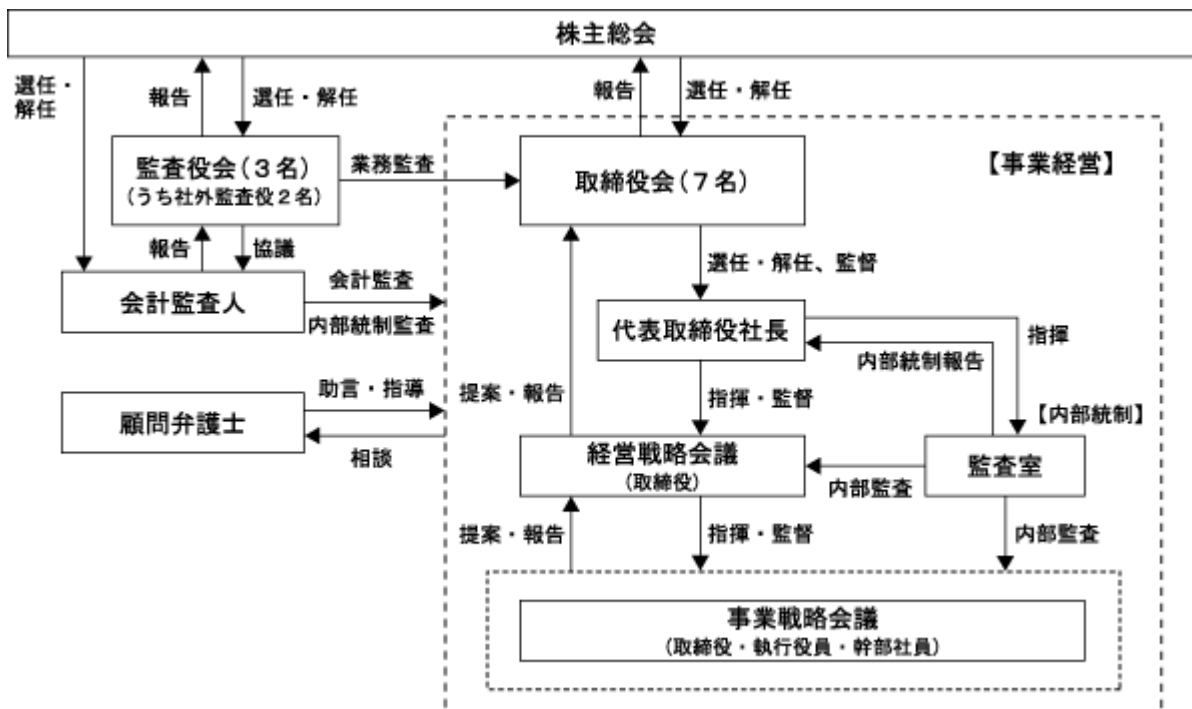 株主総会
選任・
解任
報告
選任・解任
報告
選任・解任
監査役会(3名)
(うち社外監査役2名)
業務監査
取締役会(7名)
【事業経営】
報告
協議
選任・解任、監督
会計監査人
会計監査
内部統制監査
代表取締役社長
指揮
内部統制報告
提案・報告
指揮・監督
顧問弁護士
助言・指導
相談
【内部統制】
経営戦略会議
(取締役)
内部監査
監査室
提案・報告
指揮・監督
内部監査
事業戦略会議
(取締役・執行役員・幹部社員)